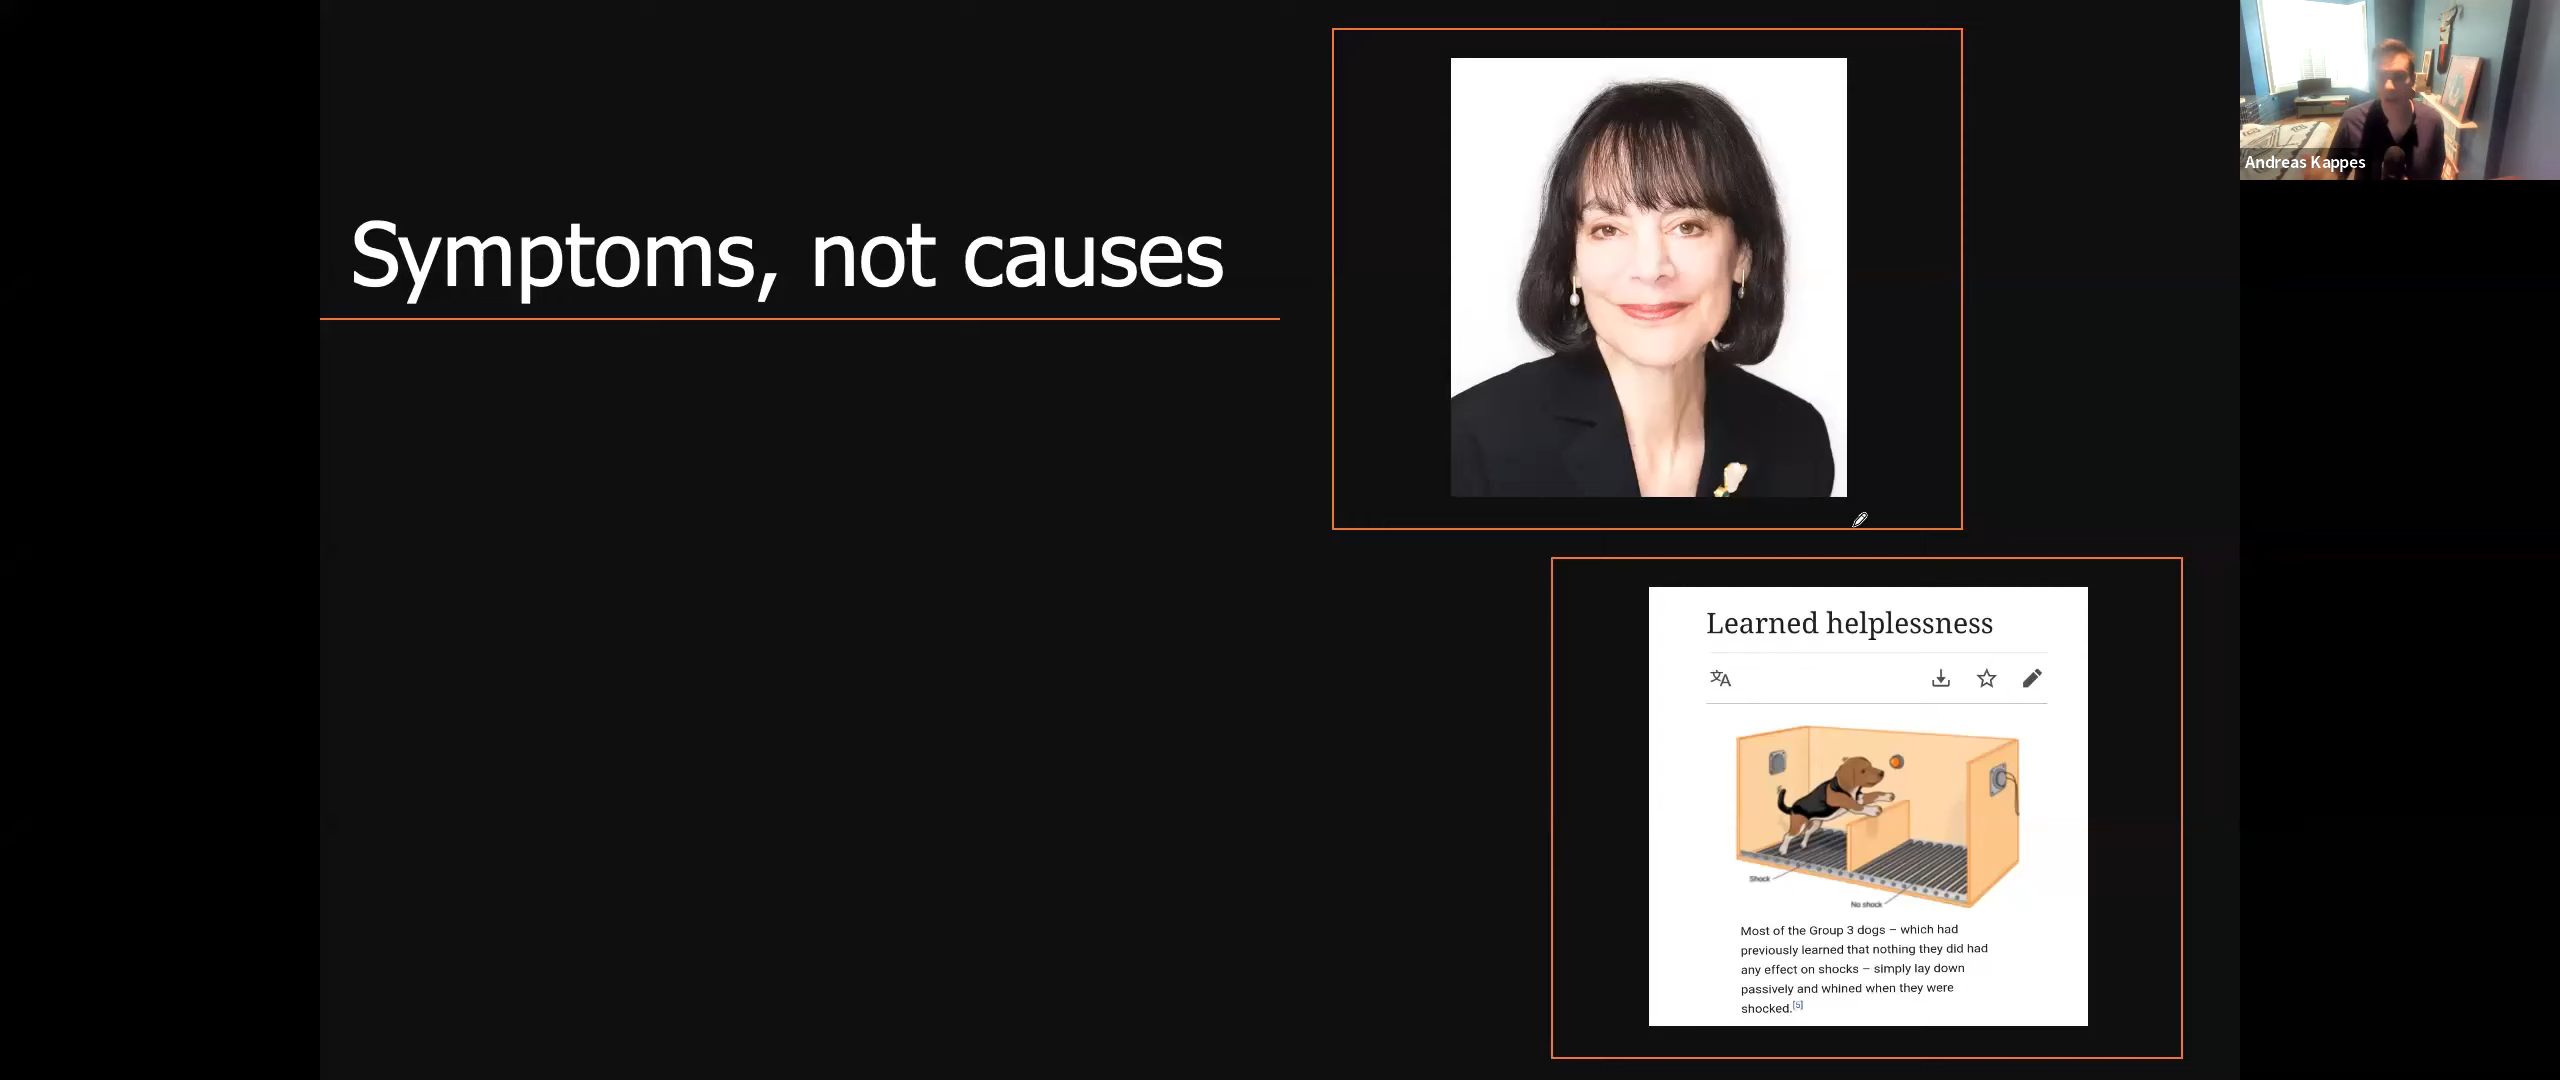 Symptoms, not causes
Andreas Kappes
Learned helplessness
Shock
No shock
Most of the Group 3 dogs – which had
previously learned that nothing they did had
any effect on shocks – simply lay down
passively and whined when they were
shocked.[5]